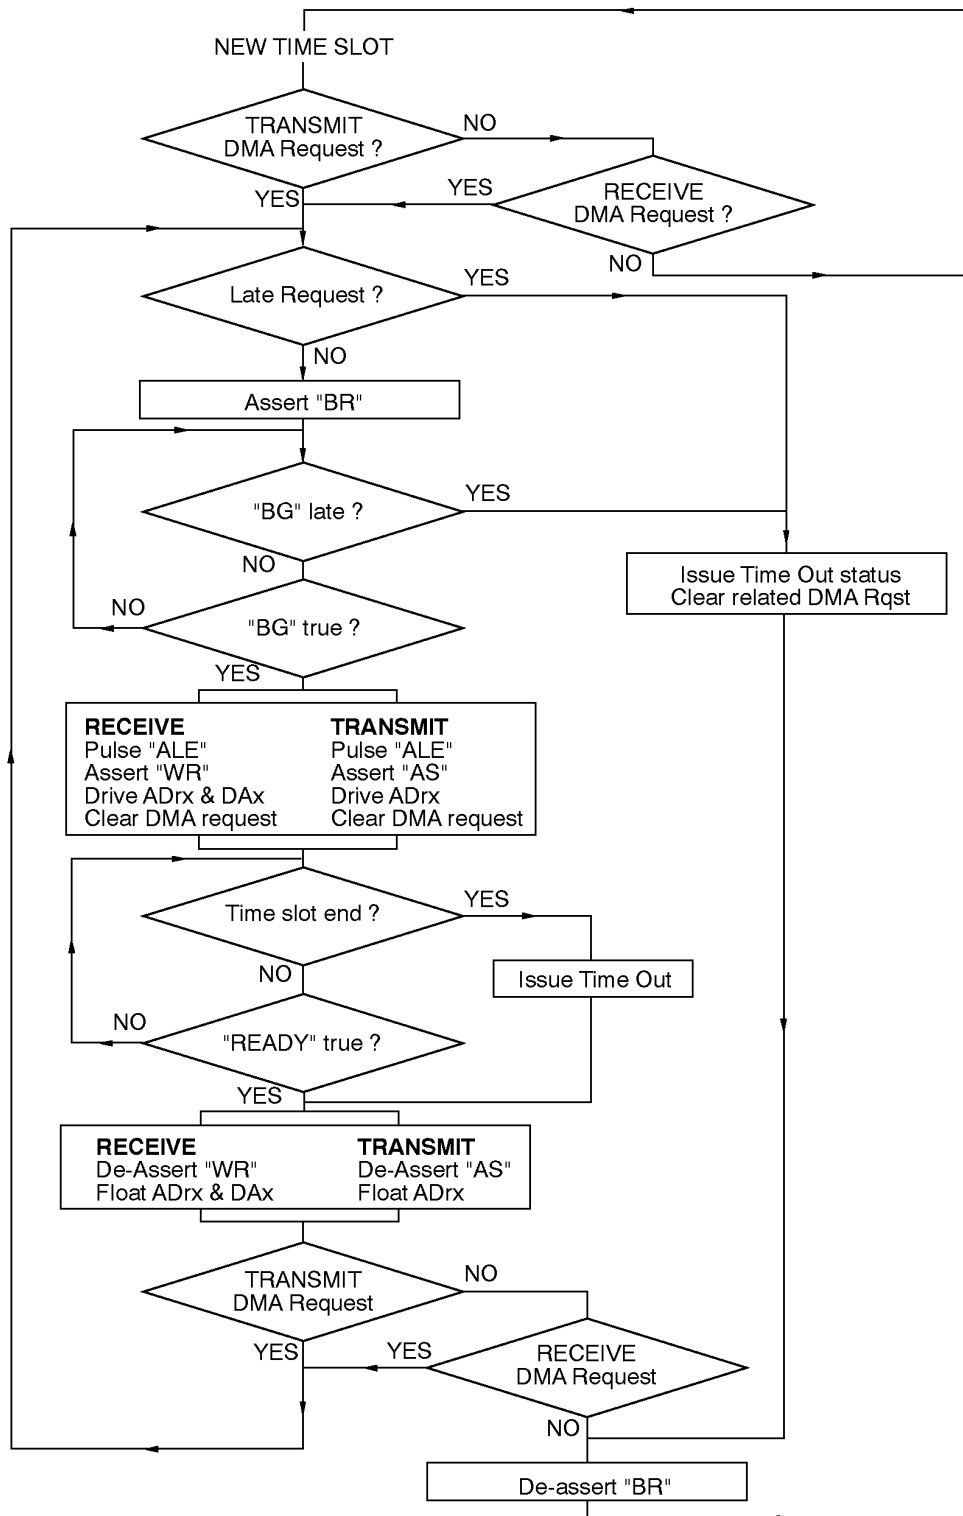 NEW TIME SLOT
TRANSMIT
DMA Request ?
NO
YES
YES
RECEIVE
DMA Request ?
NO
Late Request ?
YES
NO
Assert "BR"
"BG" late ?
YES
NO
Issue Time Out status
Clear related DMA Rqst
NO
"BG" true ?
YES
RECEIVE
Pulse "ALE"
Assert "WR"
Drive ADrx & DAx
Clear DMA request
TRANSMIT
Pulse "ALE"
Assert "AS"
Drive ADrx
Clear DMA request
Time slot end ?
YES
NO
Issue Time Out
NO
"READY" true ?
YES
RECEIVE
De-Assert "WR"
Float ADrx & DAx
TRANSMIT
De-Assert "AS"
Float ADrx
TRANSMIT
DMA Request
NO
YES
YES
RECEIVE
DMA Request
NO
De-assert "BR"